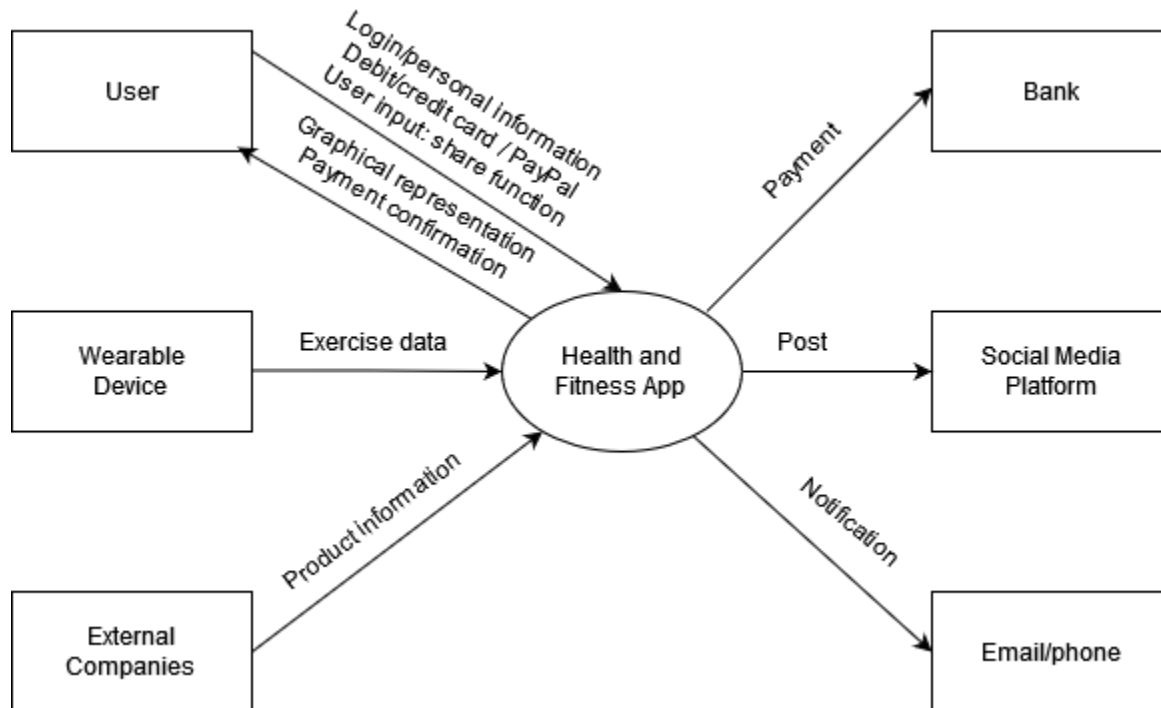 User
Login/personal information
Debit/credit card / PayPal
User input: share function
Graphical representation
Payment confirmation
Payment
Bank
Wearable
Device
Exercise data
Health and
Fitness App
Post
Social Media
Platform
Product information
Notification
External
Companies
Email/phone